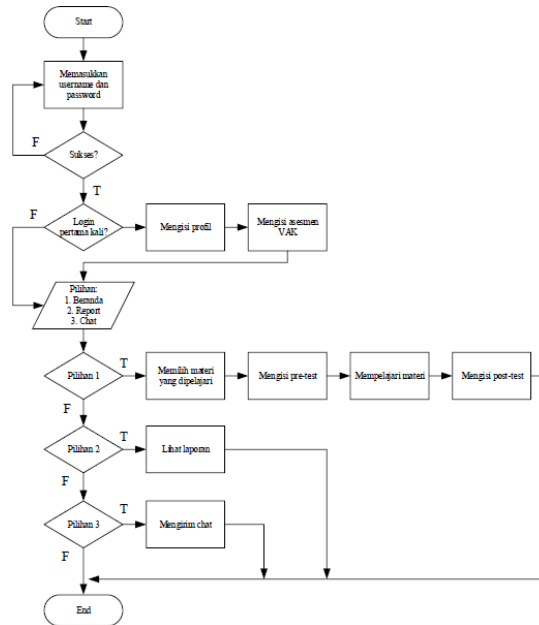 Start
Memasukkan
username dan
password
F
Sukses?
T
F
Login
pertama kali?
Mengisi profil
Mengisi asesmen
VAK
Pilihan:
1. Beranda
2. Report
3. Chat
Pilihan 1
T
Memilih materi
yang dipelajari
Mengisi pre-test
Mempelajari materi
Mengisi post-test
F
Pilihan 2
T
Lihat laporan
F
Pilihan 3
T
Mengirim chat
F
End